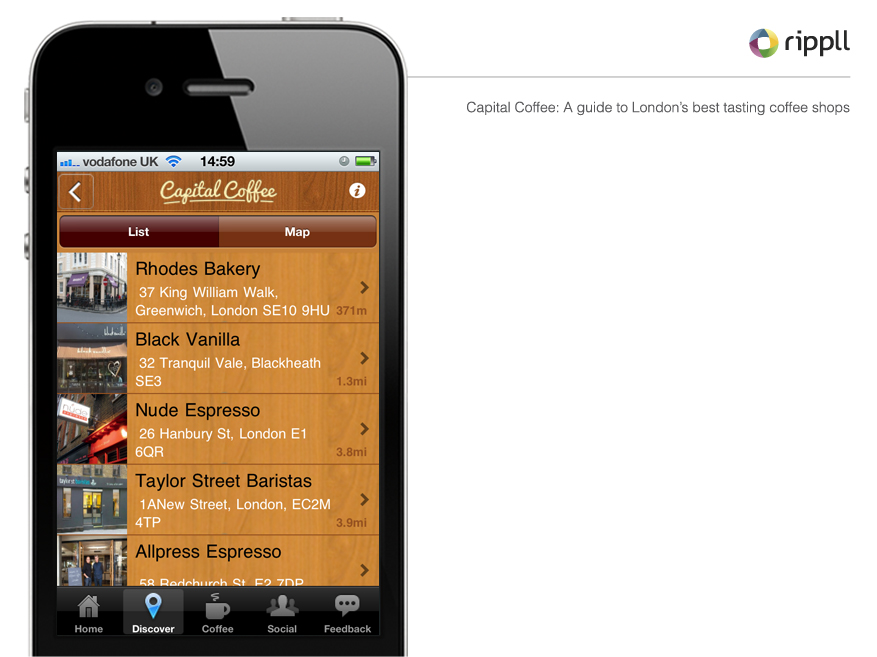 rippll
Capital Coffee: A guide to London's best tasting coffee shops
vodafone UK 14:59
Capital Coffee
List Map
Rhodes Bakery
37 King William Walk,
Greenwich, London SE10 9HU 371m
Black Vanilla
32 Tranquil Vale, Blackheath
SE3 1.3mi
Nude Espresso
26 Hanbury St, London E1
6QR 3.8mi
Taylor Street Baristas
1ANew Street, London, EC2M
4TP 3.9mi
Allpress Espresso
58 Redchurch St, E2 7DP
Home Discover Coffee Social Feedback